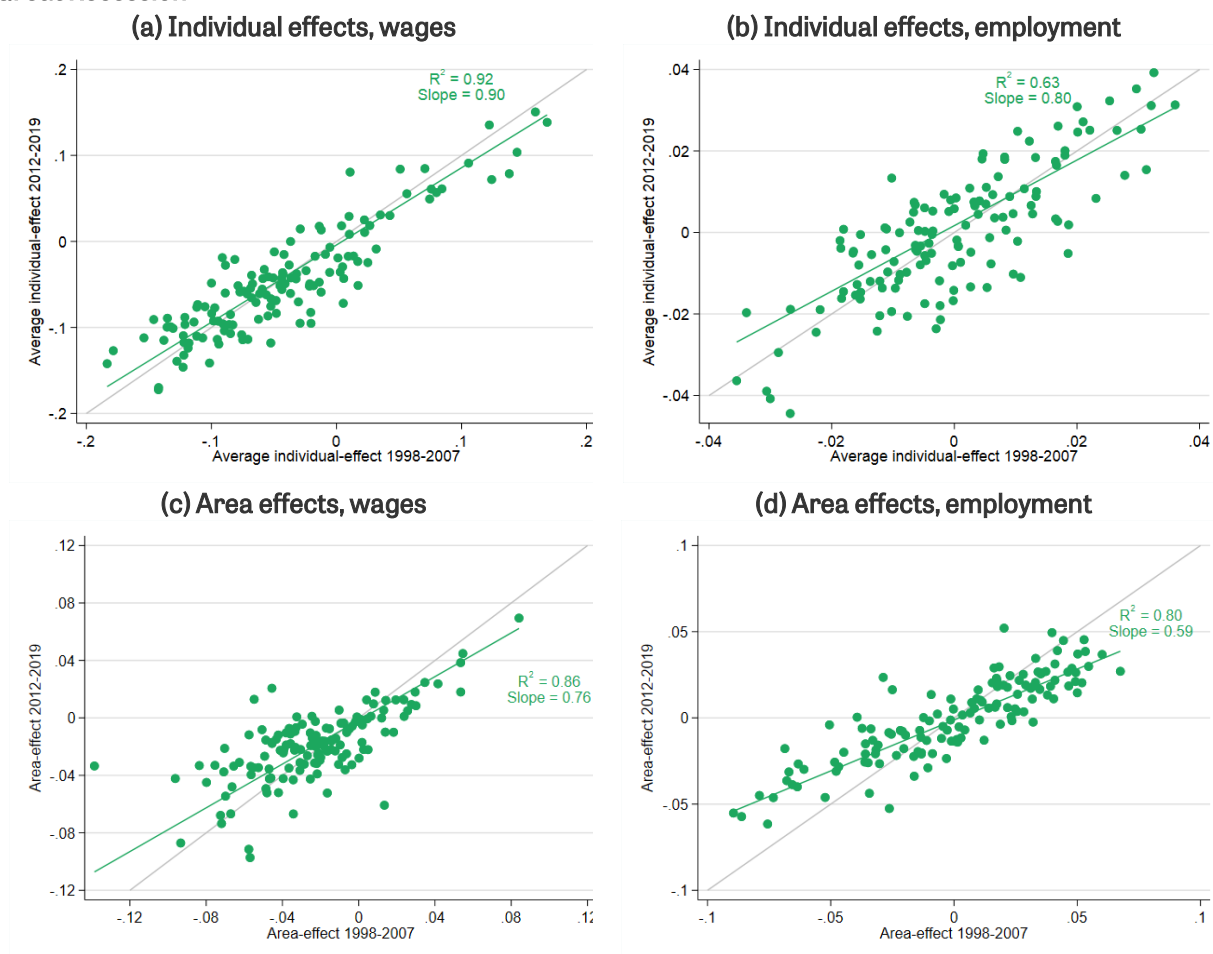 (a) Individual effects, wages
(b) Individual effects, employment
R² = 0.92
Slope = 0.90
.2
.1
0
-.1
-.2
Average individual-effect 2012-2019
-.2
-.1
0
.1
.2
Average individual-effect 1998-2007
R² = 0.63
Slope = 0.80
.04
.02
0
-.02
-.04
Average individual-effect 2012-2019
-.04
-.02
0
.02
.04
Average individual-effect 1998-2007
(c) Area effects, wages
(d) Area effects, employment
.12
.08
.04
0
-.04
-.08
-.12
Area-effect 2012-2019
R² = 0.86
Slope = 0.76
-.12
-.08
-.04
0
.04
.08
.12
Area-effect 1998-2007
.1
.05
0
-.05
-.1
Area-effect 2012-2019
R² = 0.80
Slope = 0.59
-.1
-.05
0
.05
.1
Area-effect 1998-2007